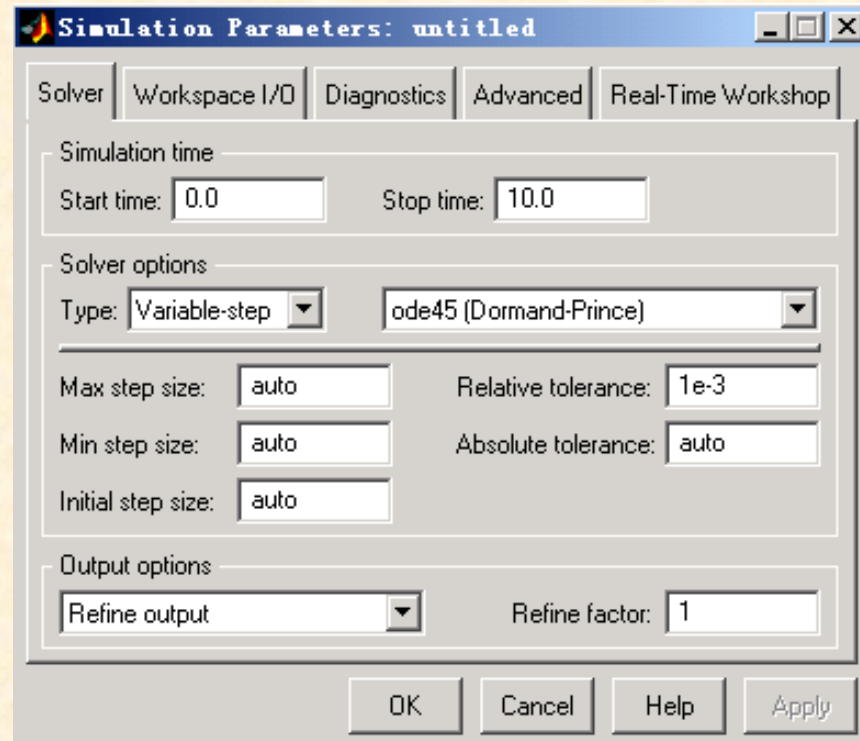 Simulation Parameters: untitled
Solver Workspace I/O Diagnostics Advanced Real-Time Workshop
Simulation time
Start time: 0.0 Stop time: 10.0
Solver options
Type: Variable-step ode45 (Dormand-Prince)
Max step size: auto Relative tolerance: 1e-3
Min step size: auto Absolute tolerance: auto
Initial step size: auto
Output options
Refine output Refine factor: 1
OK Cancel Help Apply